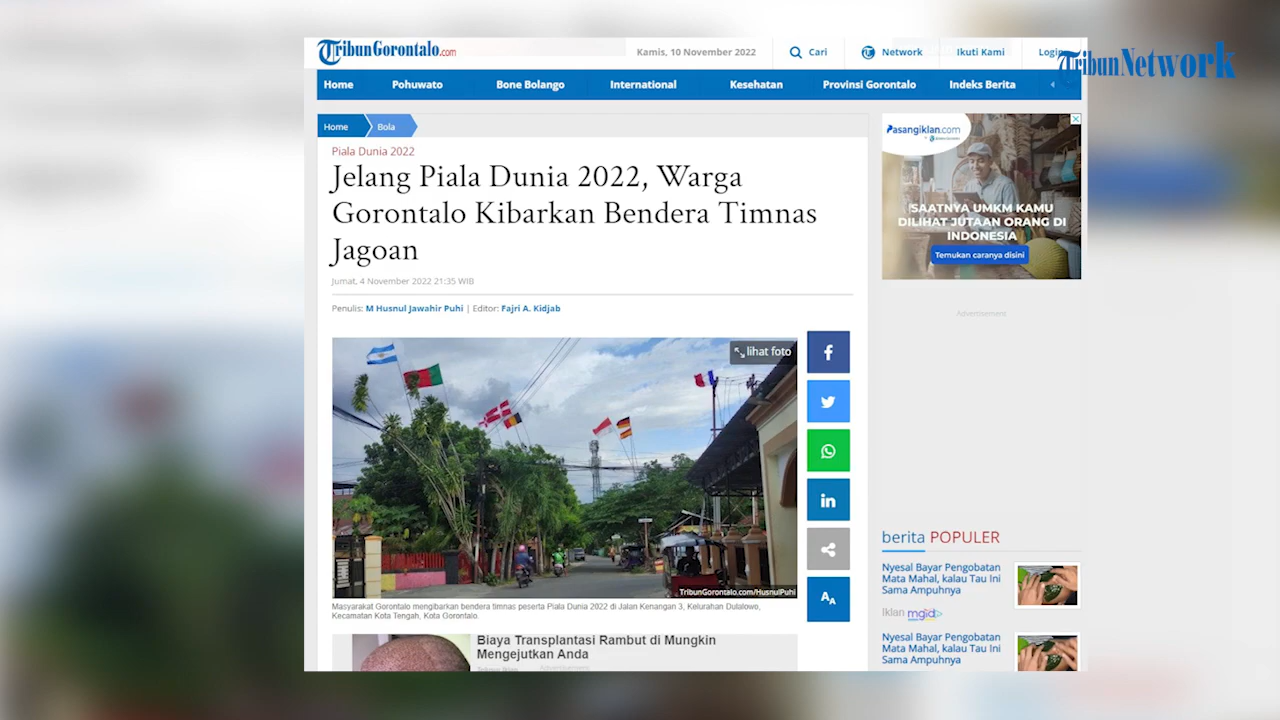 TribunGorontalo.com
Kamis, 10 November 2022
Cari
Network
Ikuti Kami
Login
TribunNetwork
Home
Pohuwato
Bone Bolango
International
Kesehatan
Provinsi Gorontalo
Indeks Berita
Home
Bola
Piala Dunia 2022
Jelang Piala Dunia 2022, Warga
Gorontalo Kibarkan Bendera Timnas
Jagoan
Jumat, 4 November 2022 21:35 WIB
Penulis: M Husnul Jawahir Puhi | Editor: Fajri A. Kidjab
lihat foto
TribunGorontalo.com/HusnulPuhi
Masyarakat Gorontalo mengibarkan bendera timnas peserta Piala Dunia 2022 di Jalan Kenangan 3, Kelurahan Dulalowo,
Kecamatan Kota Tengah, Kota Gorontalo.
Biaya Transplantasi Rambut di Mungkin
Mengejutkan Anda
Advertisement
Pasangiklan.com
SAATNYA UMKM KAMU
DILIHAT JUTAAN ORANG DI
INDONESIA
Temukan caranya disini
Advertisement
berita POPULER
Nyesal Bayar Pengobatan
Mata Mahal, kalau Tau Ini
Sama Ampuhnya
Iklan mgid
Nyesal Bayar Pengobatan
Mata Mahal, kalau Tau Ini
Sama Ampuhnya